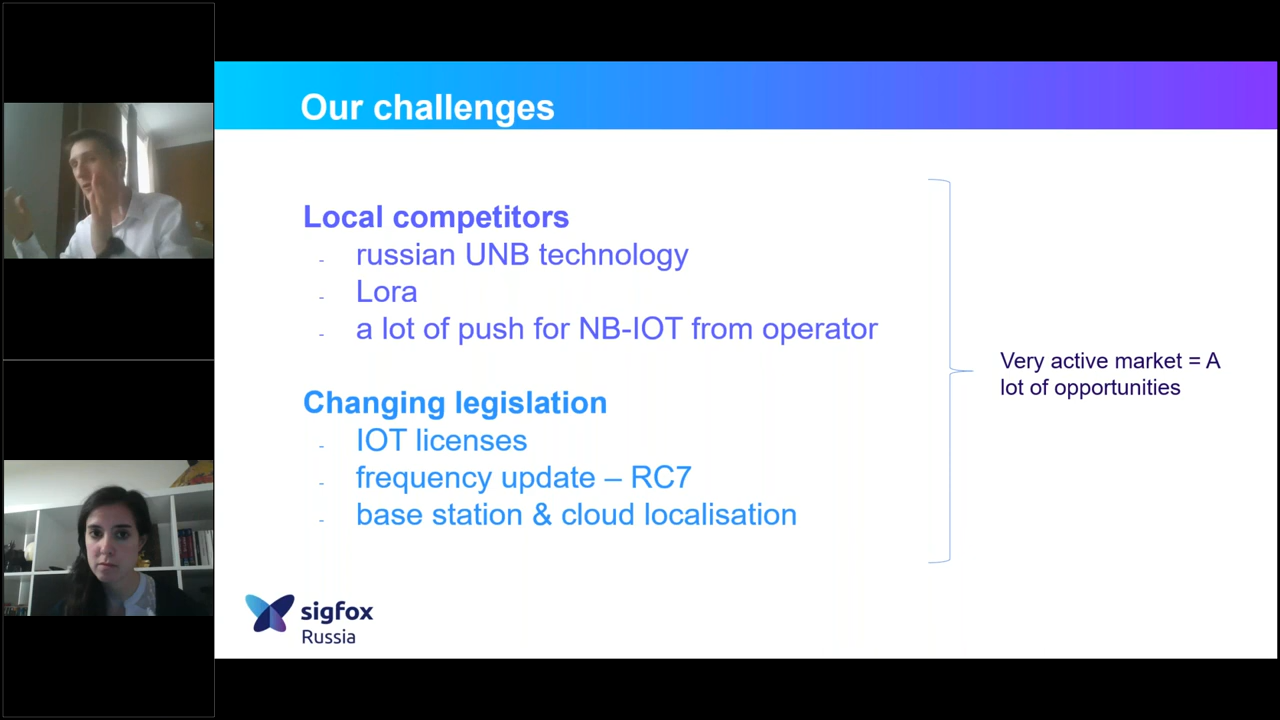 Our challenges
Local competitors
- russian UNB technology
- Lora
- a lot of push for NB-IOT from operator
Changing legislation
- IOT licenses
- frequency update – RC7
- base station & cloud localisation
Very active market = A
lot of opportunities
sigfox
Russia